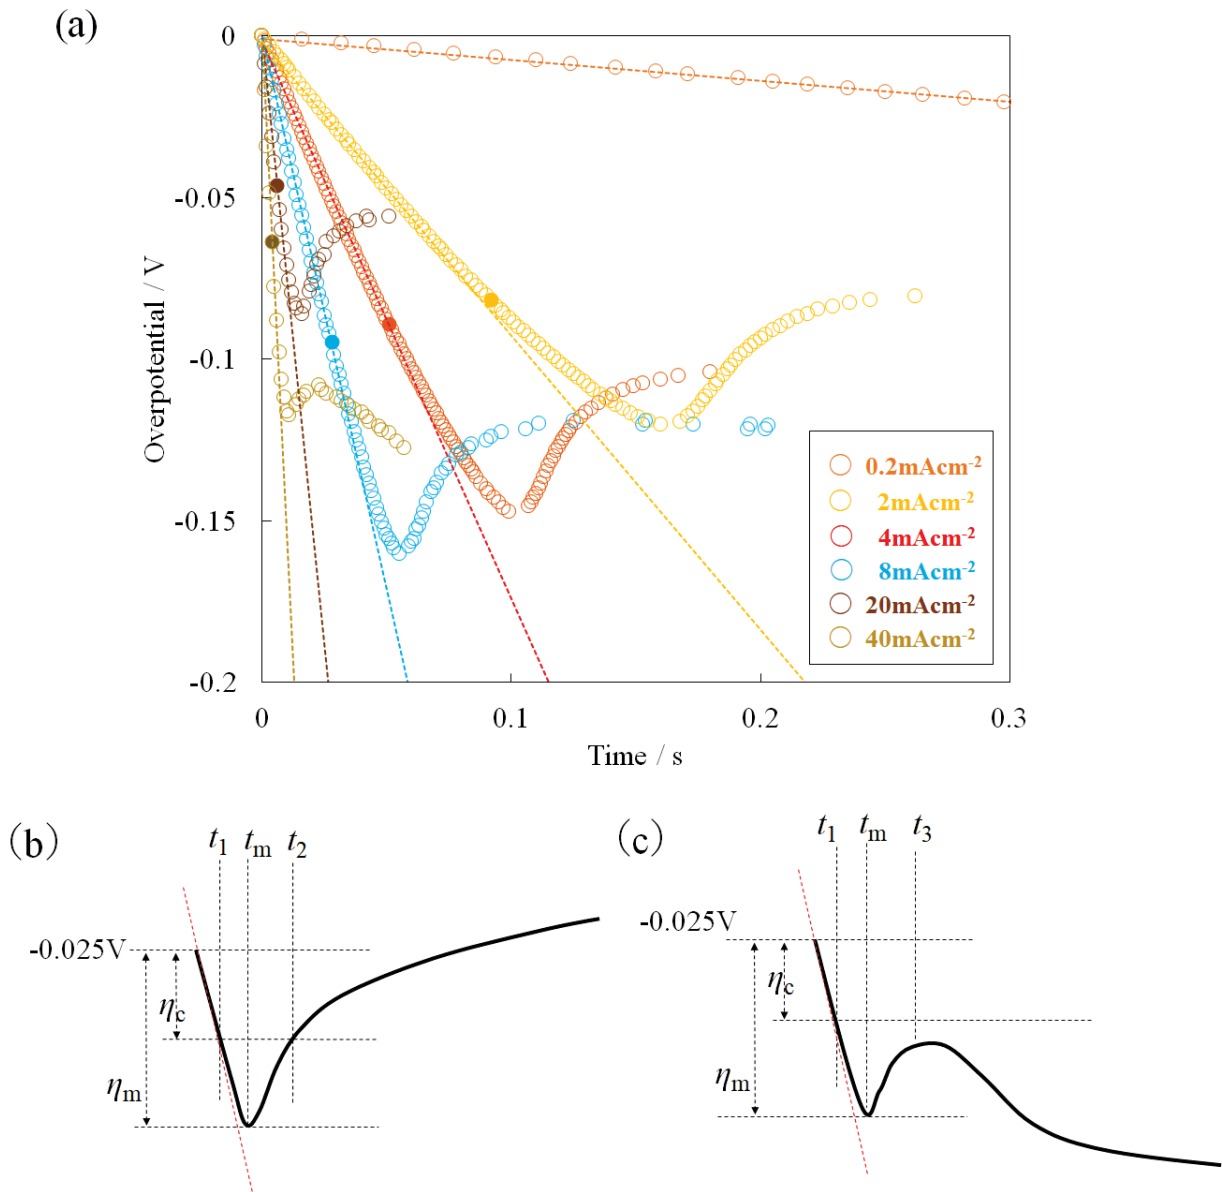 (a)
0
-0.05
-0.1
-0.15
-0.2
Overpotential / V
0 0.1 0.2 0.3
Time / s
0.2mAcm-2
2mAcm-2
4mAcm-2
8mAcm-2
20mAcm-2
40mAcm-2
(b)
t1 tm t2
-0.025V
ηc
ηm
(c)
t1 tm t3
-0.025V
ηc
ηm